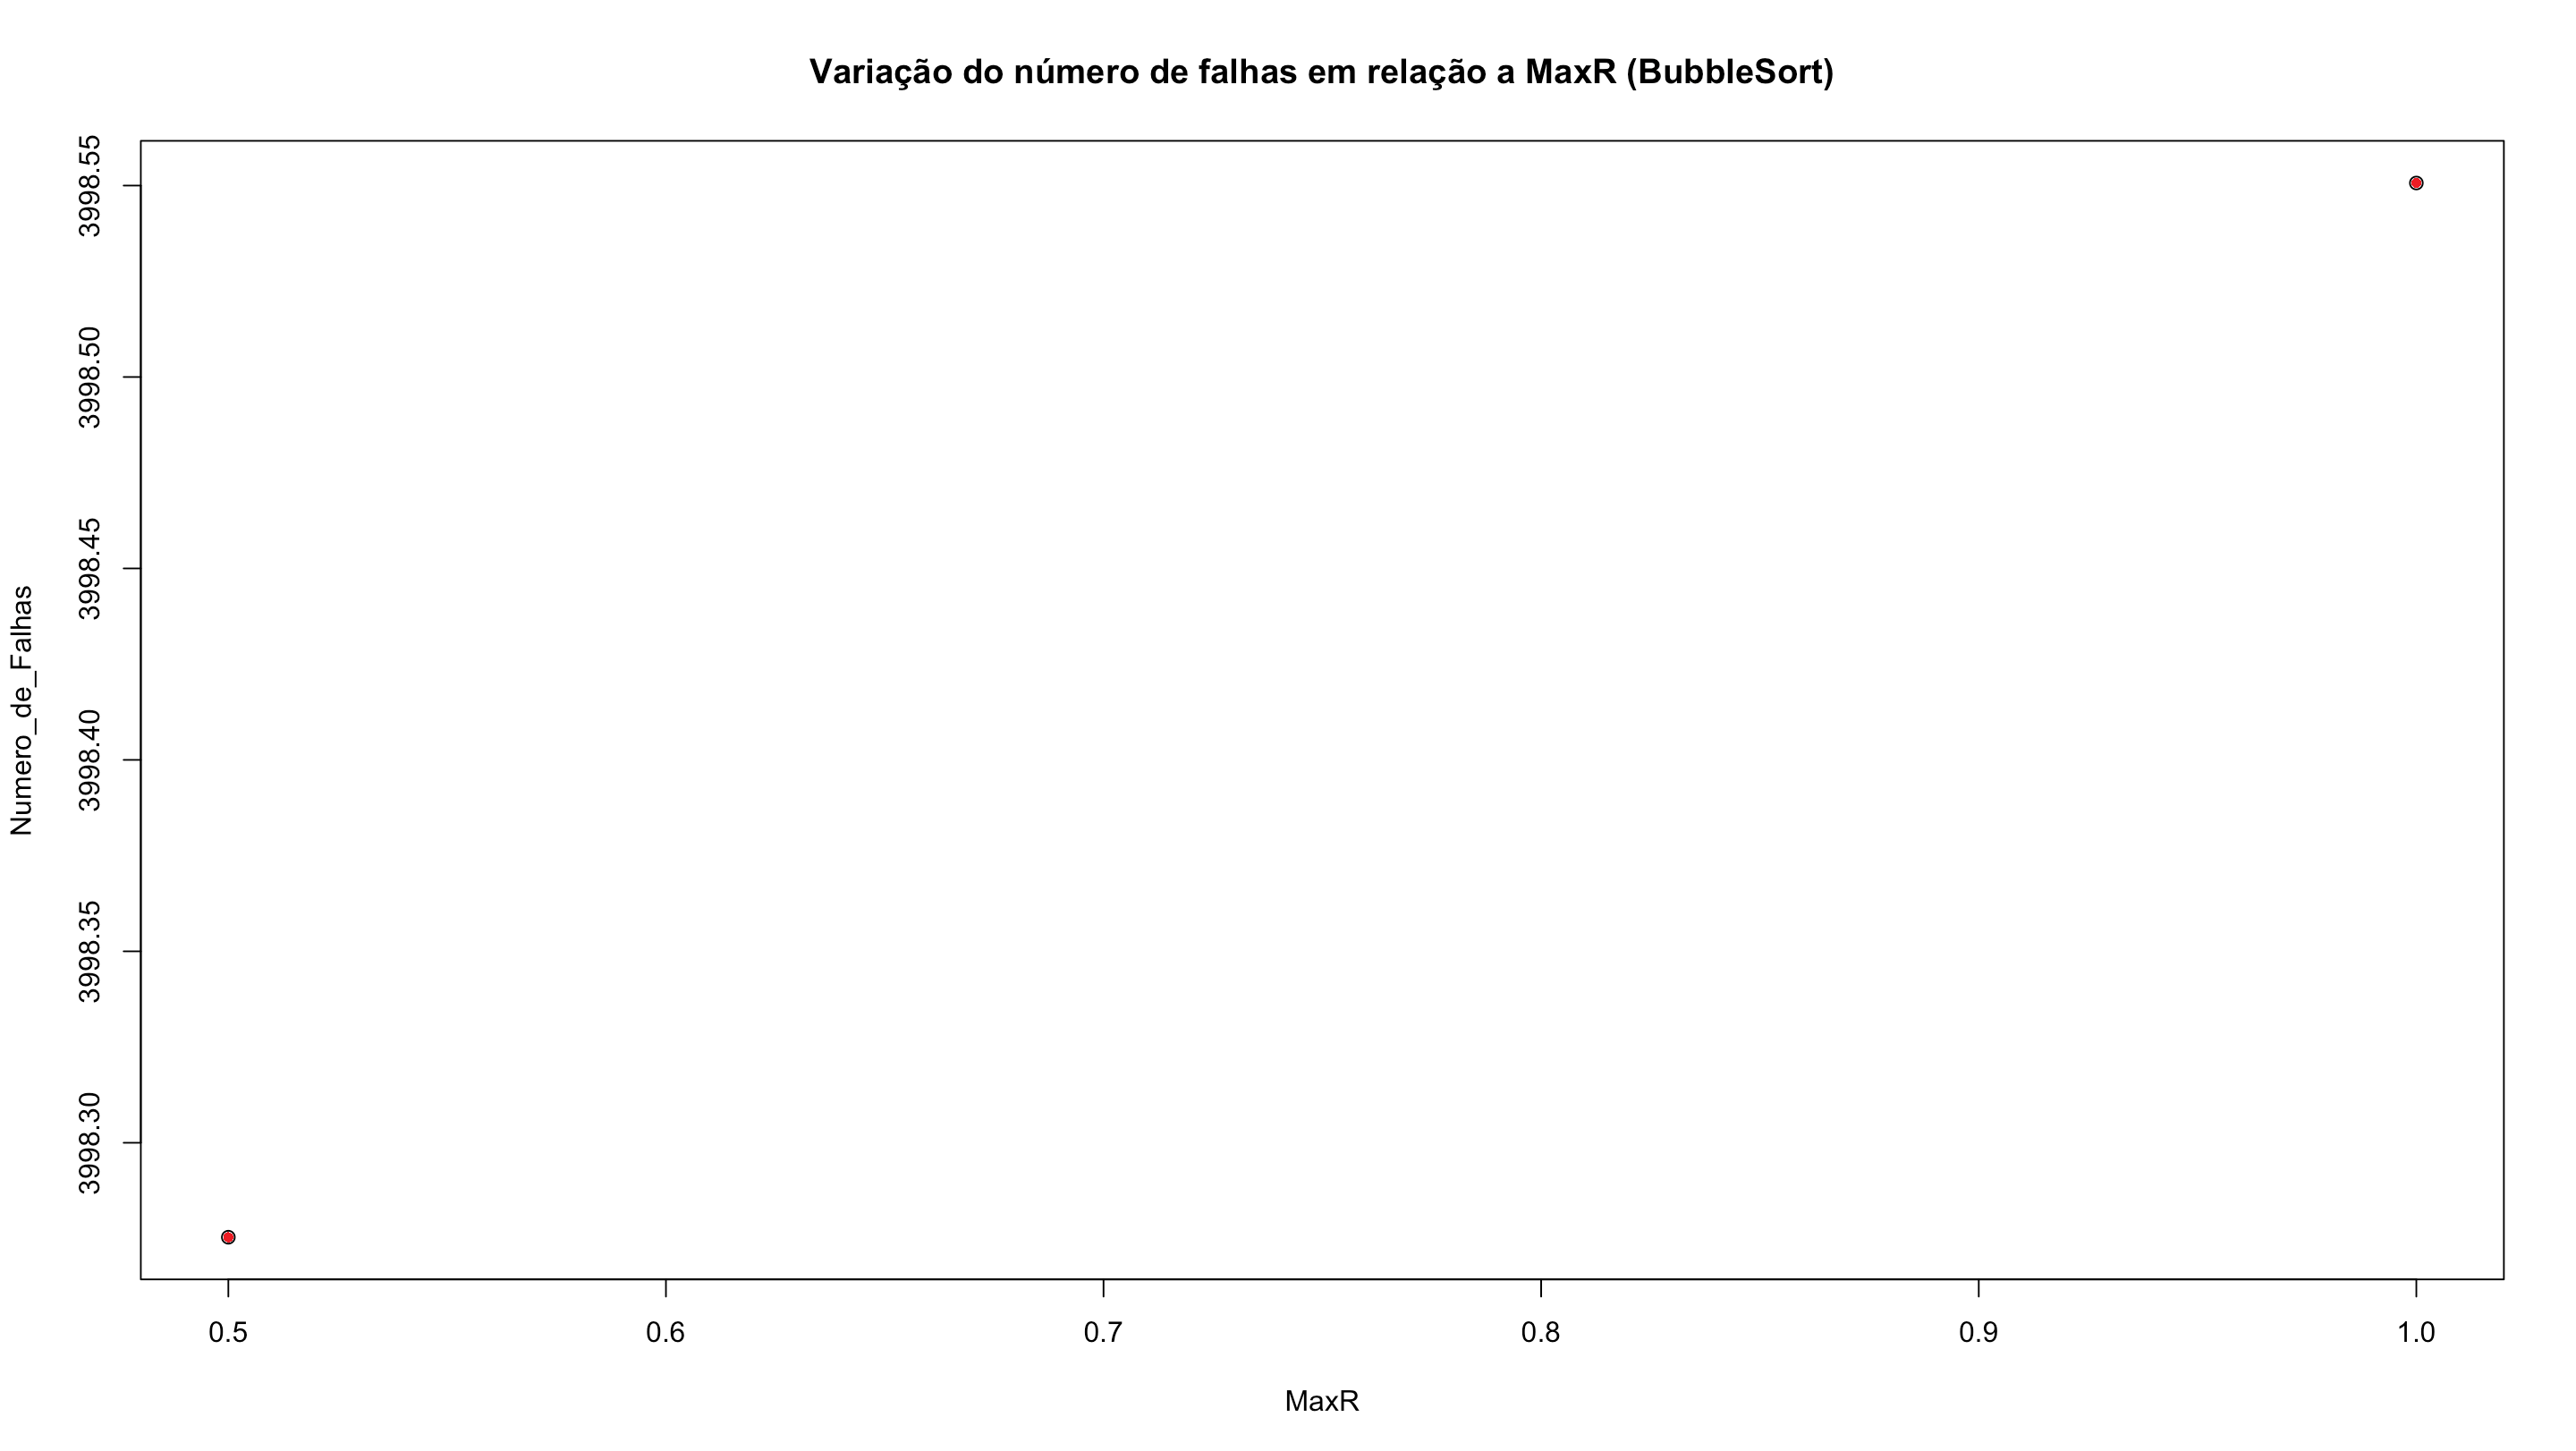 Variação do número de falhas em relação a MaxR (BubbleSort)
Numero_de_Falhas
3998.55
3998.50
3998.45
3998.40
3998.35
3998.30
0.5 0.6 0.7 0.8 0.9 1.0
MaxR